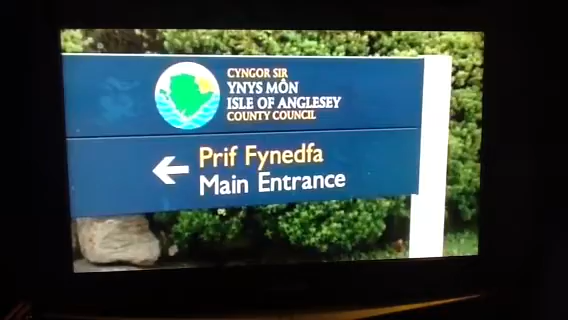 CYNGOR SIR
YNYS MÔN
ISLE OF ANGLESEY
COUNTY COUNCIL
Prif Fynedfa
Main Entrance